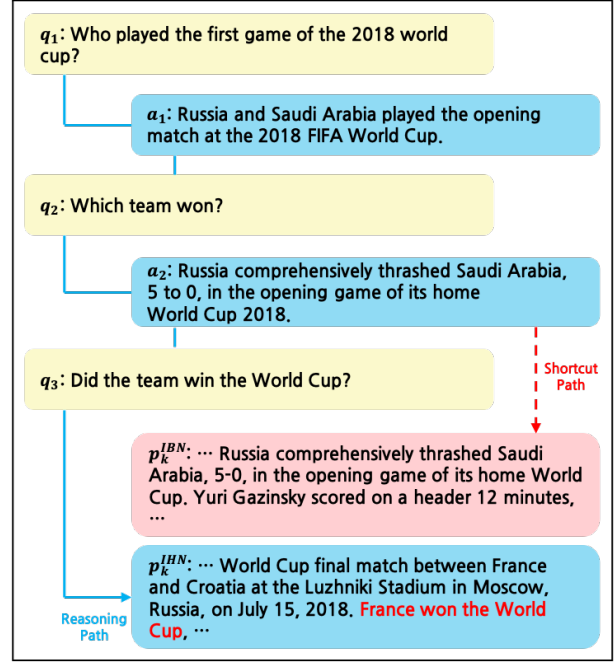 q₁: Who played the first game of the 2018 world
cup?
a₁: Russia and Saudi Arabia played the opening
match at the 2018 FIFA World Cup.
q₂: Which team won?
a₂: Russia comprehensively thrashed Saudi Arabia,
5 to 0, in the opening game of its home
World Cup 2018.
Shortcut
Path
q₃: Did the team win the World Cup?
pₖᴵᴮᴺ: ⋯ Russia comprehensively thrashed Saudi
Arabia, 5-0, in the opening game of its home World
Cup. Yuri Gazinsky scored on a header 12 minutes,
⋯
pₖᴵᴴᴺ: ⋯ World Cup final match between France
and Croatia at the Luzhniki Stadium in Moscow,
Russia, on July 15, 2018. France won the World
Cup, ⋯
Reasoning
Path